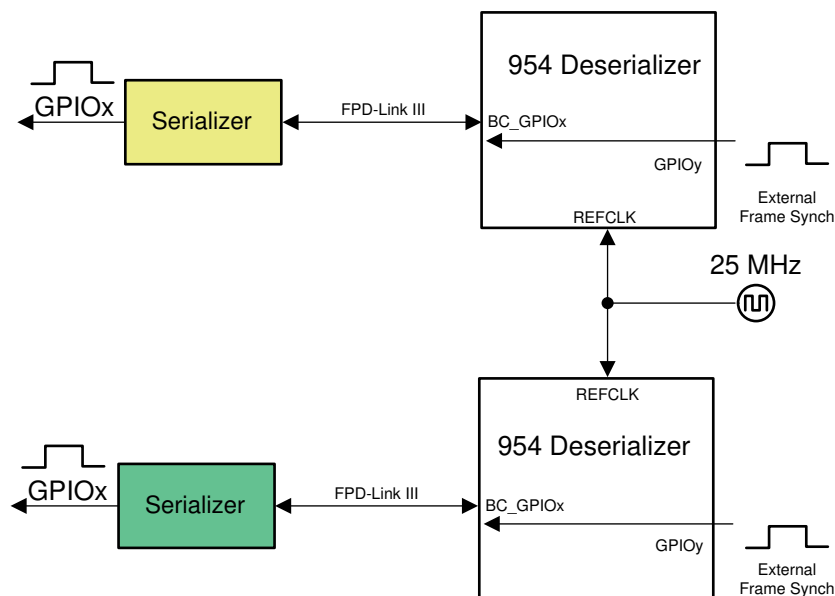 954 Deserializer
GPIOx
Serializer
FPD-Link III
BC_GPIOx
GPIOy
External
Frame Synch
REFCLK
25 MHz
REFCLK
954 Deserializer
GPIOx
Serializer
FPD-Link III
BC_GPIOx
GPIOy
External
Frame Synch